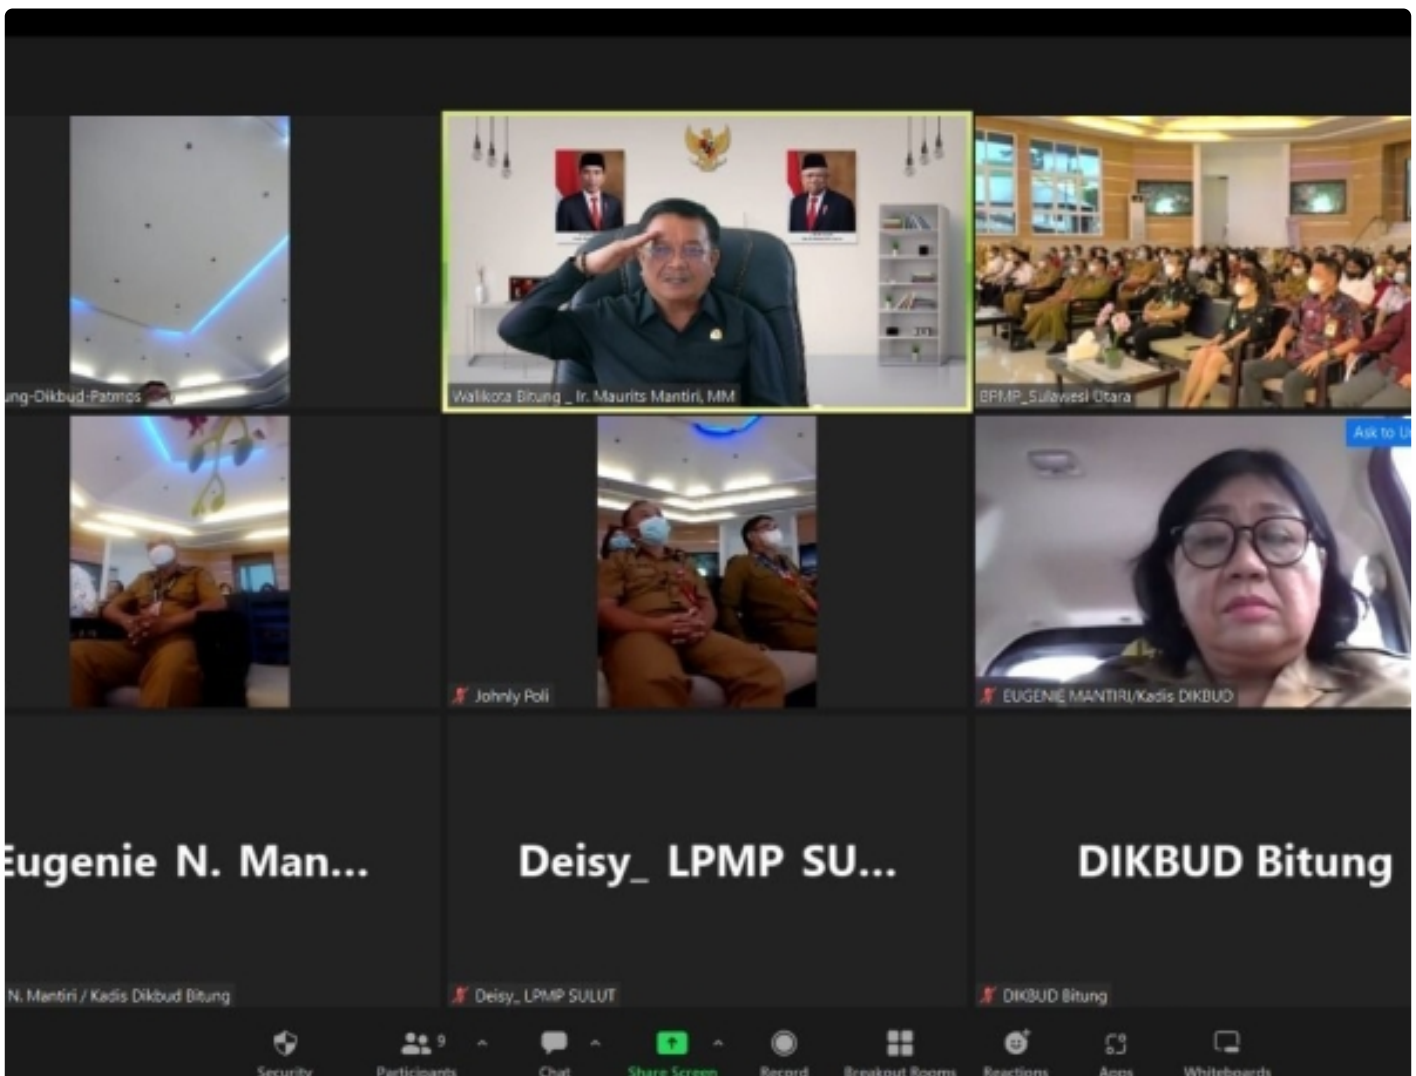 ung-Dikbud-Patmos
Walikota Bitung _ Ir. Maurits Mantiri, MM
BPMP_Sulawesi Utara
Ask to U
Johnly Poli
EUGENIE MANTIRI/Kadis DIKBUD
Eugenie N. Man...
Deisy_ LPMP SU...
DIKBUD Bitung
N. Mantiri / Kadis Dikbud Bitung
Deisy_ LPMP SULUT
DIKBUD Bitung
9
Security
Participants
Chat
Share Screen
Record
Breakout Rooms
Reactions
Apps
Whiteboards